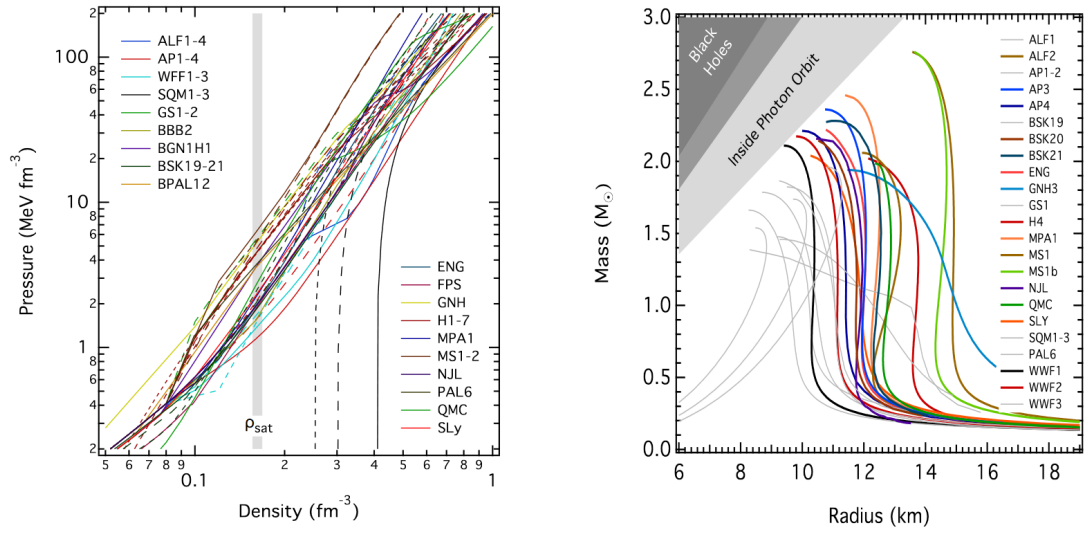 100
8
6
4
2
10
8
6
4
2
1
8
6
4
2
Pressure (MeV fm⁻³)
ALF1-4
AP1-4
WFF1-3
SQM1-3
GS1-2
BBB2
BGN1H1
BSK19-21
BPAL12
ENG
FPS
GNH
H1-7
MPA1
MS1-2
NJL
PAL6
QMC
SLy
ρsat
5 6 7 8 9 2 3 4 5 6 7 8 9
0.1 1
Density (fm⁻³)
3.0
2.5
2.0
1.5
1.0
0.5
0.0
Mass (M☉)
Black
Holes
Inside Photon Orbit
ALF1
ALF2
AP1-2
AP3
AP4
BSK19
BSK20
BSK21
ENG
GNH3
GS1
H4
MPA1
MS1
MS1b
NJL
QMC
SLY
SQM1-3
PAL6
WWF1
WWF2
WWF3
6 8 10 12 14 16 18
Radius (km)